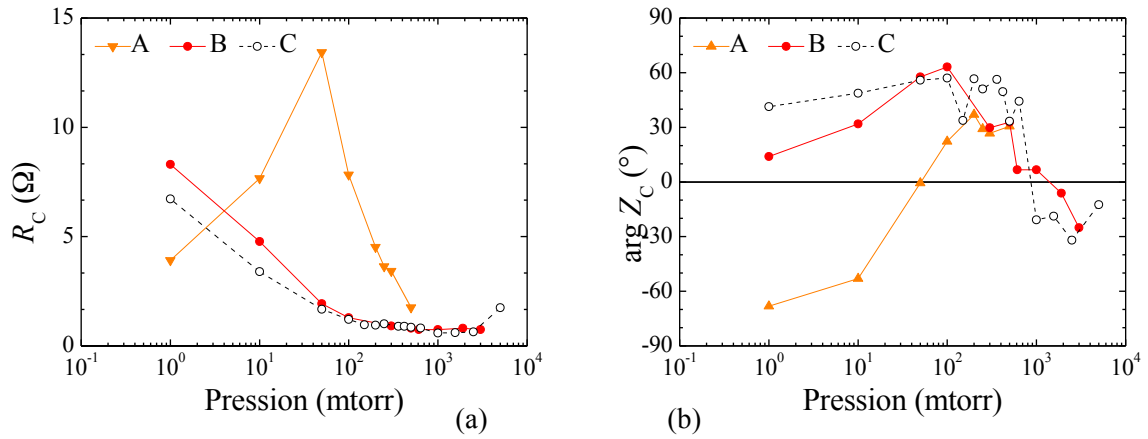 15
A B C
10
5
0
R_C (Ω)
10^-1 10^0 10^1 10^2 10^3 10^4
Pression (mtorr)
(a)
90
A B C
60
30
0
-30
-60
-90
arg Z_C (°)
10^-1 10^0 10^1 10^2 10^3 10^4
Pression (mtorr)
(b)